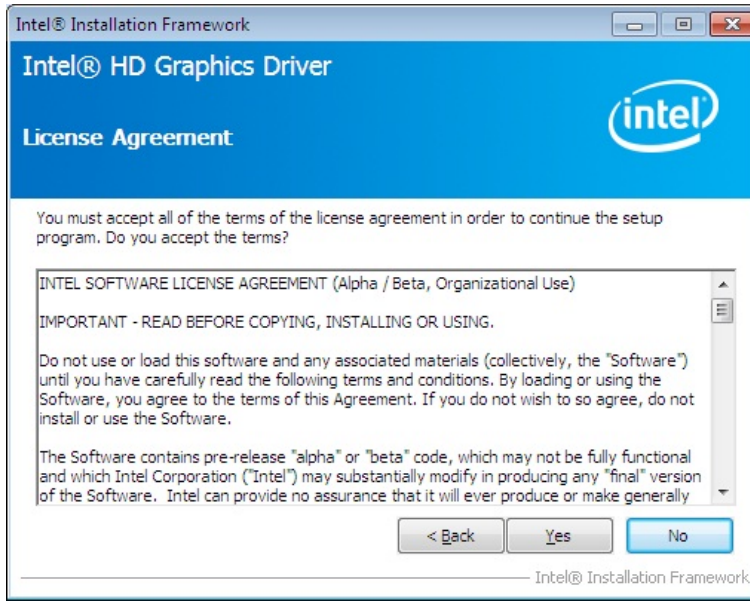 Intel® Installation Framework
Intel® HD Graphics Driver
intel
License Agreement
You must accept all of the terms of the license agreement in order to continue the setup
program. Do you accept the terms?
INTEL SOFTWARE LICENSE AGREEMENT (Alpha / Beta, Organizational Use)
IMPORTANT - READ BEFORE COPYING, INSTALLING OR USING.
Do not use or load this software and any associated materials (collectively, the "Software")
until you have carefully read the following terms and conditions. By loading or using the
Software, you agree to the terms of this Agreement. If you do not wish to so agree, do not
install or use the Software.
The Software contains pre-release "alpha" or "beta" code, which may not be fully functional
and which Intel Corporation ("Intel") may substantially modify in producing any "final" version
of the Software.  Intel can provide no assurance that it will ever produce or make generally
< Back
Yes
No
Intel® Installation Framework